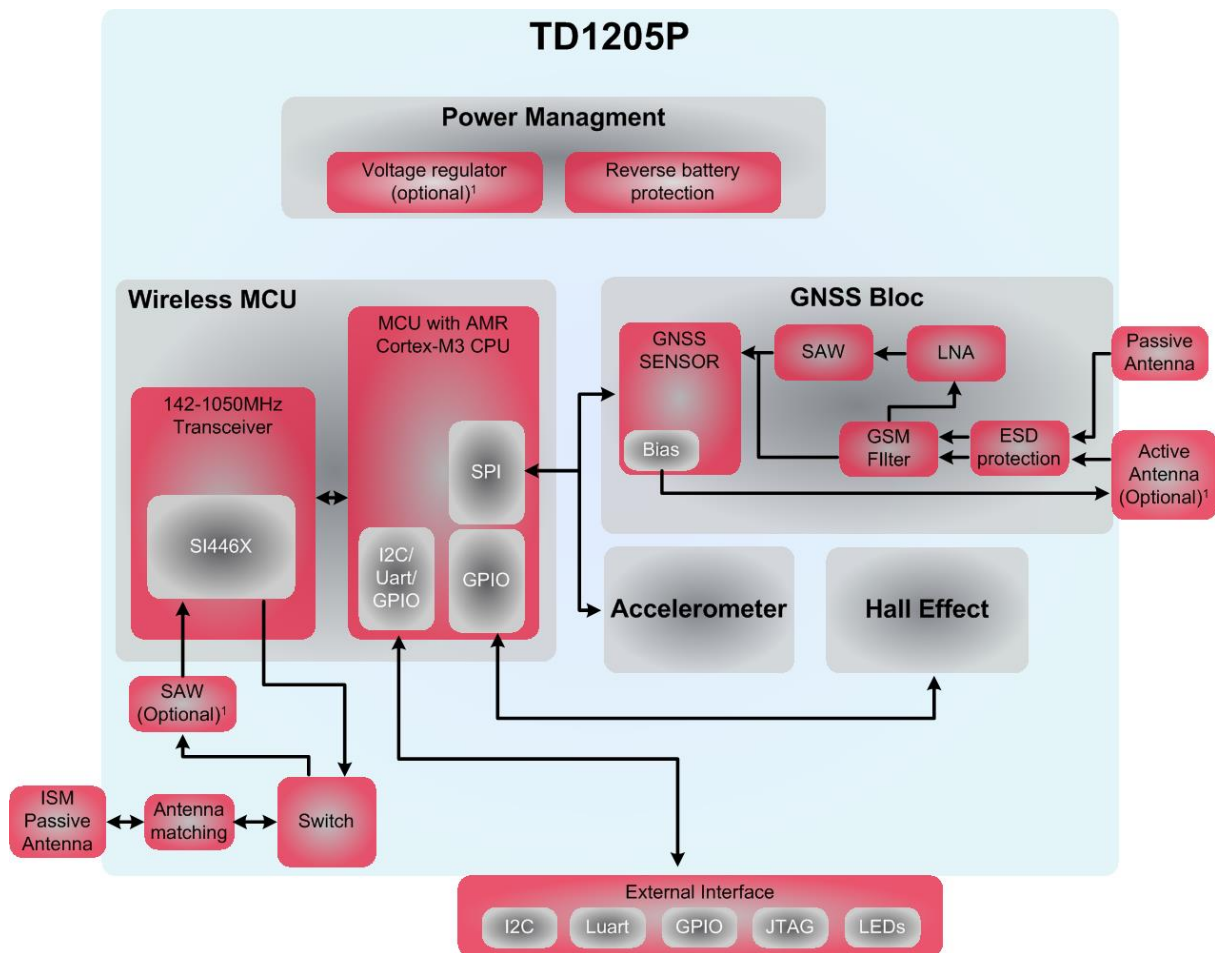 TD1205P
Power Managment
Voltage regulator
(optional)¹
Reverse battery
protection
Wireless MCU
MCU with AMR
Cortex-M3 CPU
142-1050MHz
Transceiver
SI446X
SPI
I2C/
Uart/
GPIO
GPIO
GNSS Bloc
GNSS
SENSOR
Bias
SAW
LNA
GSM
FIlter
ESD
protection
Passive
Antenna
Active
Antenna
(Optional)¹
Accelerometer
Hall Effect
SAW
(Optional)¹
ISM
Passive
Antenna
Antenna
matching
Switch
External Interface
I2C
Luart
GPIO
JTAG
LEDs